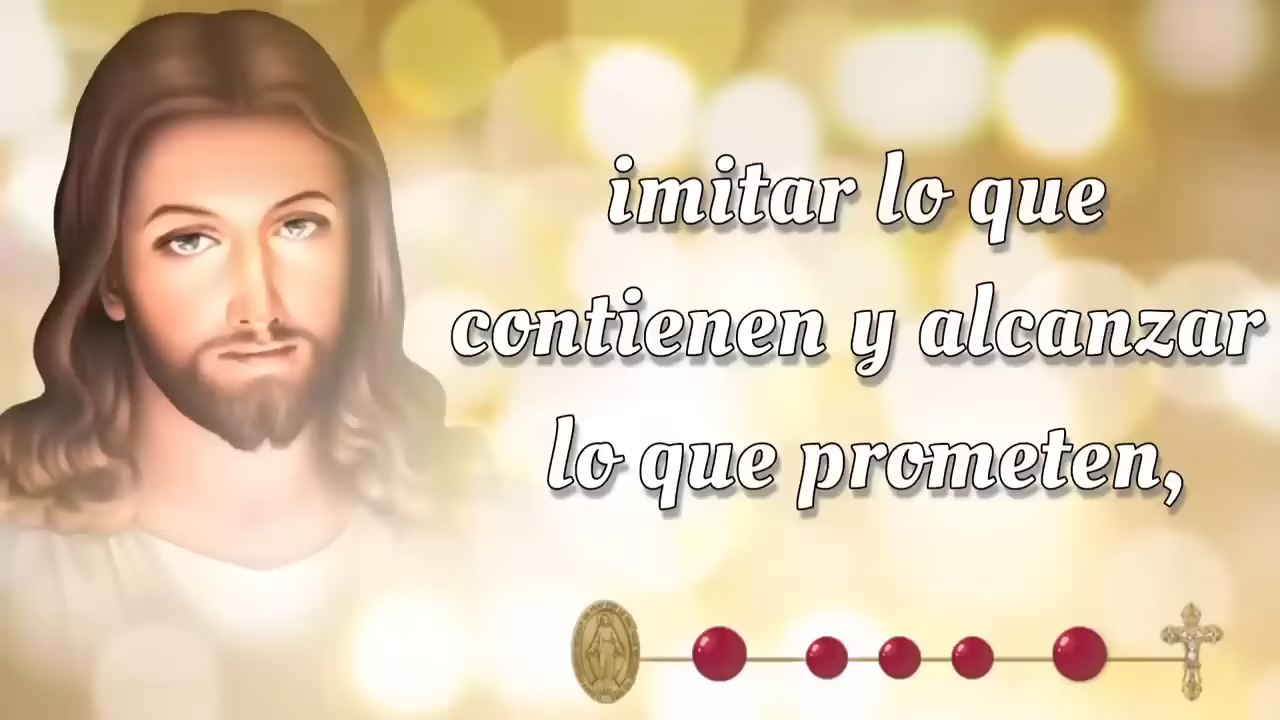 imitar lo que
contienen y alcanzar
lo que prometen,